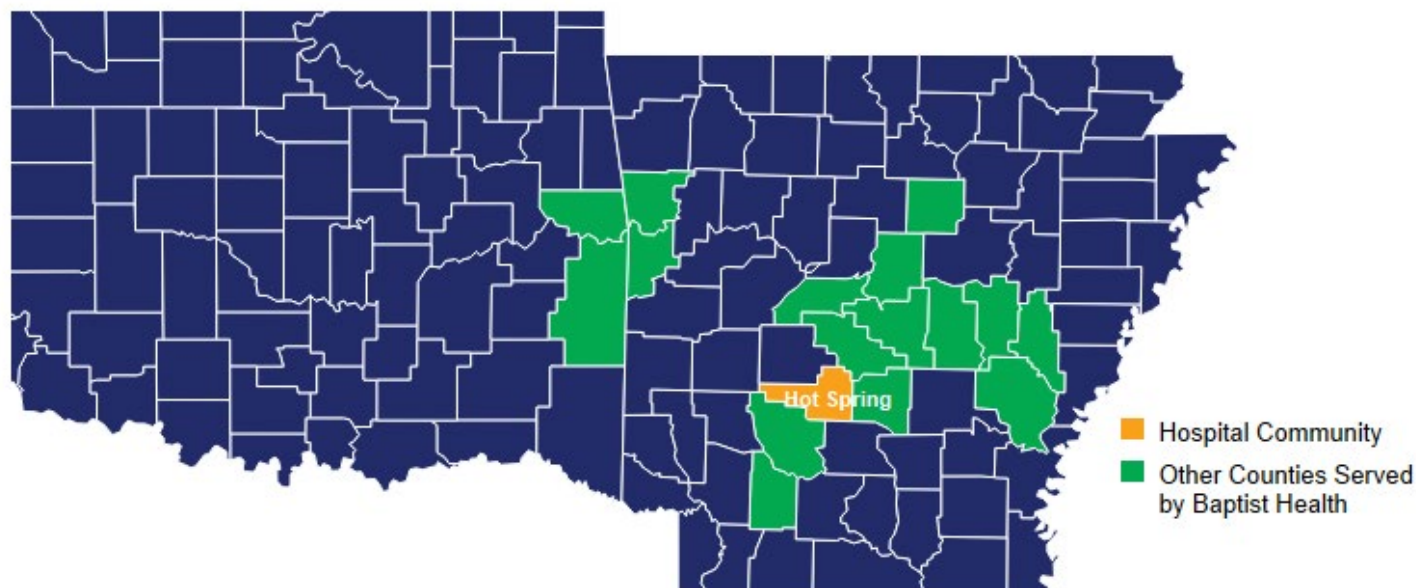 Hot Spring
Hospital Community
Other Counties Served
by Baptist Health